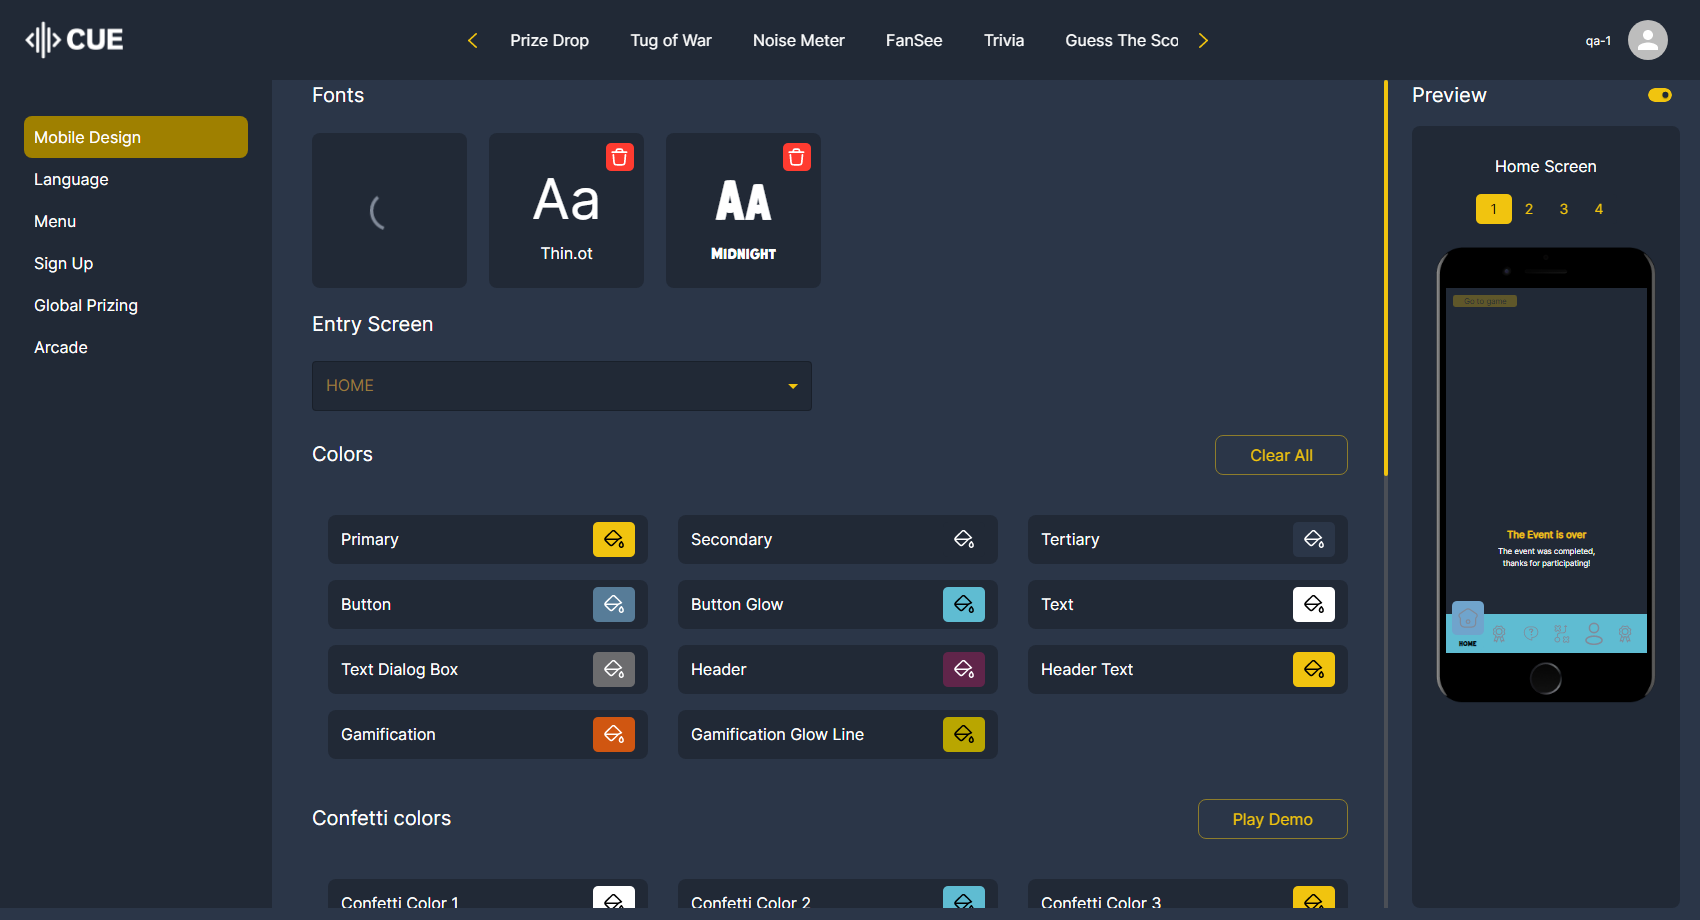 CUE
Prize Drop
Tug of War
Noise Meter
FanSee
Trivia
Guess The Sco
qa-1
Mobile Design
Language
Menu
Sign Up
Global Prizing
Arcade
Fonts
Aa
Thin.ot
AA
MIDNIGHT
Entry Screen
HOME
Colors
Clear All
Primary
Secondary
Tertiary
Button
Button Glow
Text
Text Dialog Box
Header
Header Text
Gamification
Gamification Glow Line
Confetti colors
Play Demo
Confetti Color 1
Confetti Color 2
Confetti Color 3
Preview
Home Screen
1 2 3 4
Go to game
The Event is over
The event was completed,
thanks for participating!
HOME